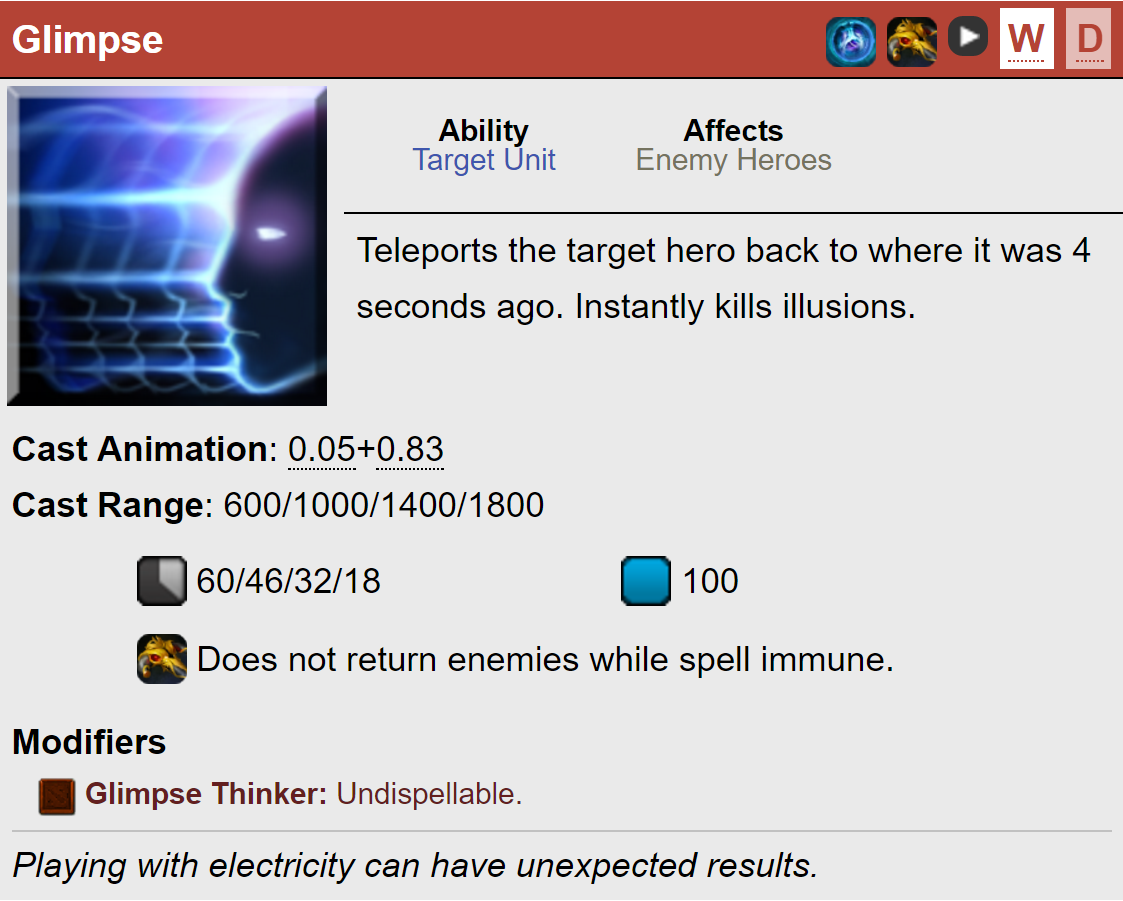 Glimpse W D
Ability Affects
Target Unit Enemy Heroes
Teleports the target hero back to where it was 4
seconds ago. Instantly kills illusions.
Cast Animation: 0.05+0.83
Cast Range: 600/1000/1400/1800
60/46/32/18 100
Does not return enemies while spell immune.
Modifiers
Glimpse Thinker: Undispellable.
Playing with electricity can have unexpected results.